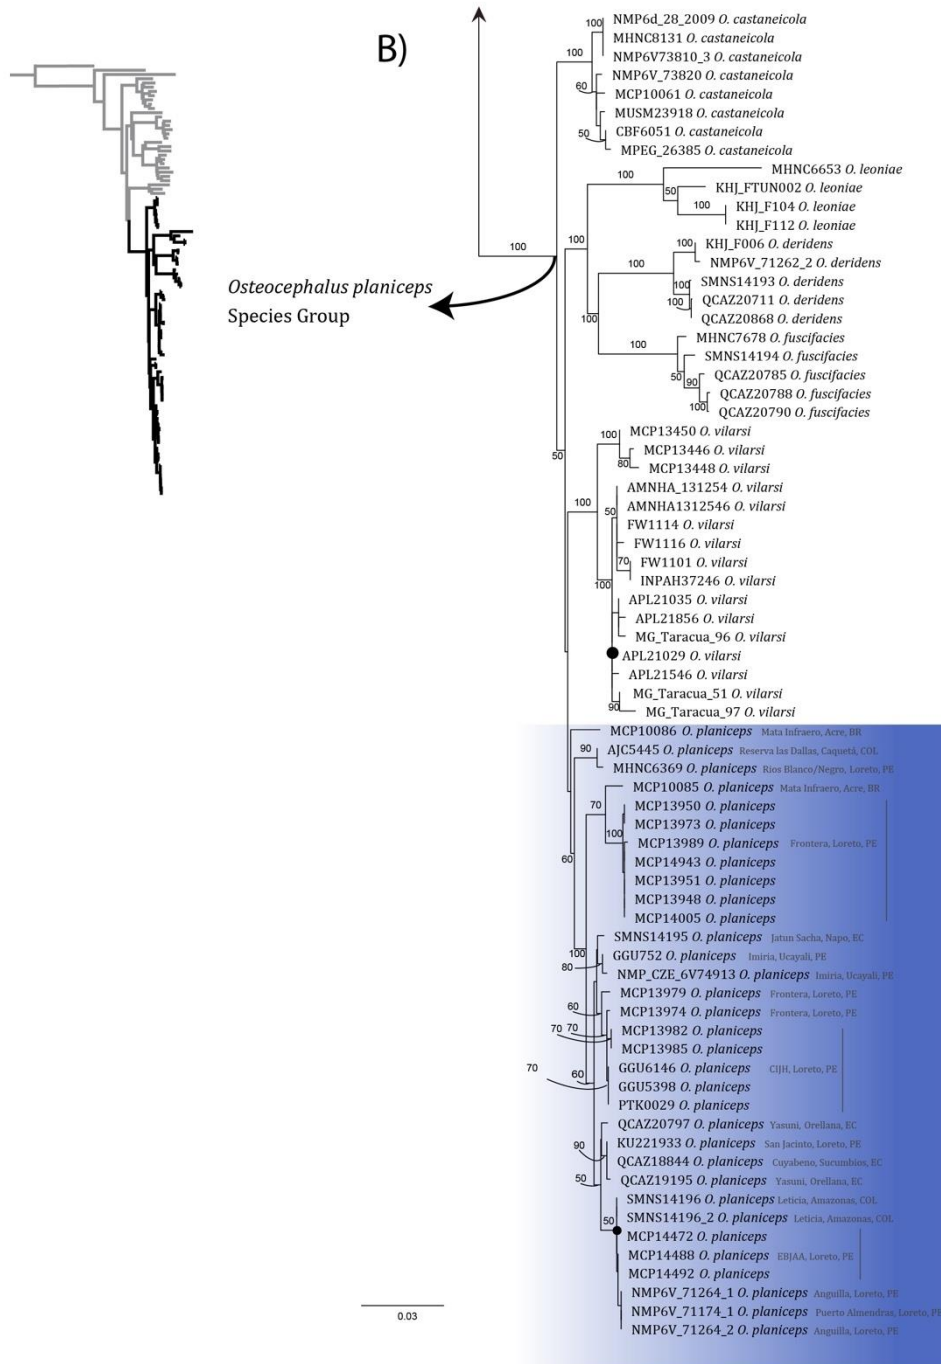 B)
NMP6d_28_2009 O. castaneicola
MHNC8131 O. castaneicola
NMP6V73810_3 O. castaneicola
NMP6V_73820 O. castaneicola
MCP10061 O. castaneicola
MUSM23918 O. castaneicola
CBF6051 O. castaneicola
MPEG_26385 O. castaneicola
100
100
60
50
MHNC6653 O. leoniae
KHJ_FTUN002 O. leoniae
KHJ_F104 O. leoniae
KHJ_F112 O. leoniae
100
50
100
100
100
KHJ_F006 O. deridens
NMP6V_71262_2 O. deridens
SMNS14193 O. deridens
QCAZ20711 O. deridens
QCAZ20868 O. deridens
100
100
100
100
100
Osteocephalus planiceps
Species Group
MHNC7678 O. fuscifacies
SMNS14194 O. fuscifacies
QCAZ20785 O. fuscifacies
QCAZ20788 O. fuscifacies
QCAZ20790 O. fuscifacies
100
50
90
100
MCP13450 O. vilarsi
MCP13446 O. vilarsi
MCP13448 O. vilarsi
AMNHA_131254 O. vilarsi
AMNHA1312546 O. vilarsi
FW1114 O. vilarsi
FW1116 O. vilarsi
FW1101 O. vilarsi
INPAH37246 O. vilarsi
APL21035 O. vilarsi
APL21856 O. vilarsi
MG_Taracua_96 O. vilarsi
APL21029 O. vilarsi
APL21546 O. vilarsi
MG_Taracua_51 O. vilarsi
MG_Taracua_97 O. vilarsi
100
80
50
100
50
70
100
90
MCP10086 O. planiceps Mata Infraero, Acre, BR
AJC5445 O. planiceps Reserva las Dallas, Caquetá, COL
MHNC6369 O. planiceps Rios Blanco/Negro, Loreto, PE
MCP10085 O. planiceps Mata Infraero, Acre, BR
MCP13950 O. planiceps
MCP13973 O. planiceps
MCP13989 O. planiceps Frontera, Loreto, PE
MCP14943 O. planiceps
MCP13951 O. planiceps
MCP13948 O. planiceps
MCP14005 O. planiceps
90
70
100
60
100
SMNS14195 O. planiceps Jatun Sacha, Napo, EC
GGU752 O. planiceps Imiria, Ucayali, PE
NMP_CZE_6V74913 O. planiceps Imiria, Ucayali, PE
MCP13979 O. planiceps Frontera, Loreto, PE
MCP13974 O. planiceps Frontera, Loreto, PE
MCP13982 O. planiceps
MCP13985 O. planiceps
GGU6146 O. planiceps CIJH, Loreto, PE
GGU5398 O. planiceps
PTK0029 O. planiceps
80
60
70
70
70
60
QCAZ20797 O. planiceps Yasuni, Orellana, EC
KU221933 O. planiceps San Jacinto, Loreto, PE
QCAZ18844 O. planiceps Cuyabeno, Sucumbios, EC
QCAZ19195 O. planiceps Yasuni, Orellana, EC
SMNS14196 O. planiceps Leticia, Amazonas, COL
SMNS14196_2 O. planiceps Leticia, Amazonas, COL
MCP14472 O. planiceps
MCP14488 O. planiceps EBJAA, Loreto, PE
MCP14492 O. planiceps
NMP6V_71264_1 O. planiceps Anguilla, Loreto, PE
NMP6V_71174_1 O. planiceps Puerto Almendras, Loreto, PE
NMP6V_71264_2 O. planiceps Anguilla, Loreto, PE
90
50
50
0.03